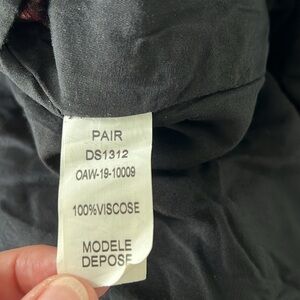 PAIR
DS1312
OAW-19-10009
100%VISCOSE
MODELE
DEPOSE